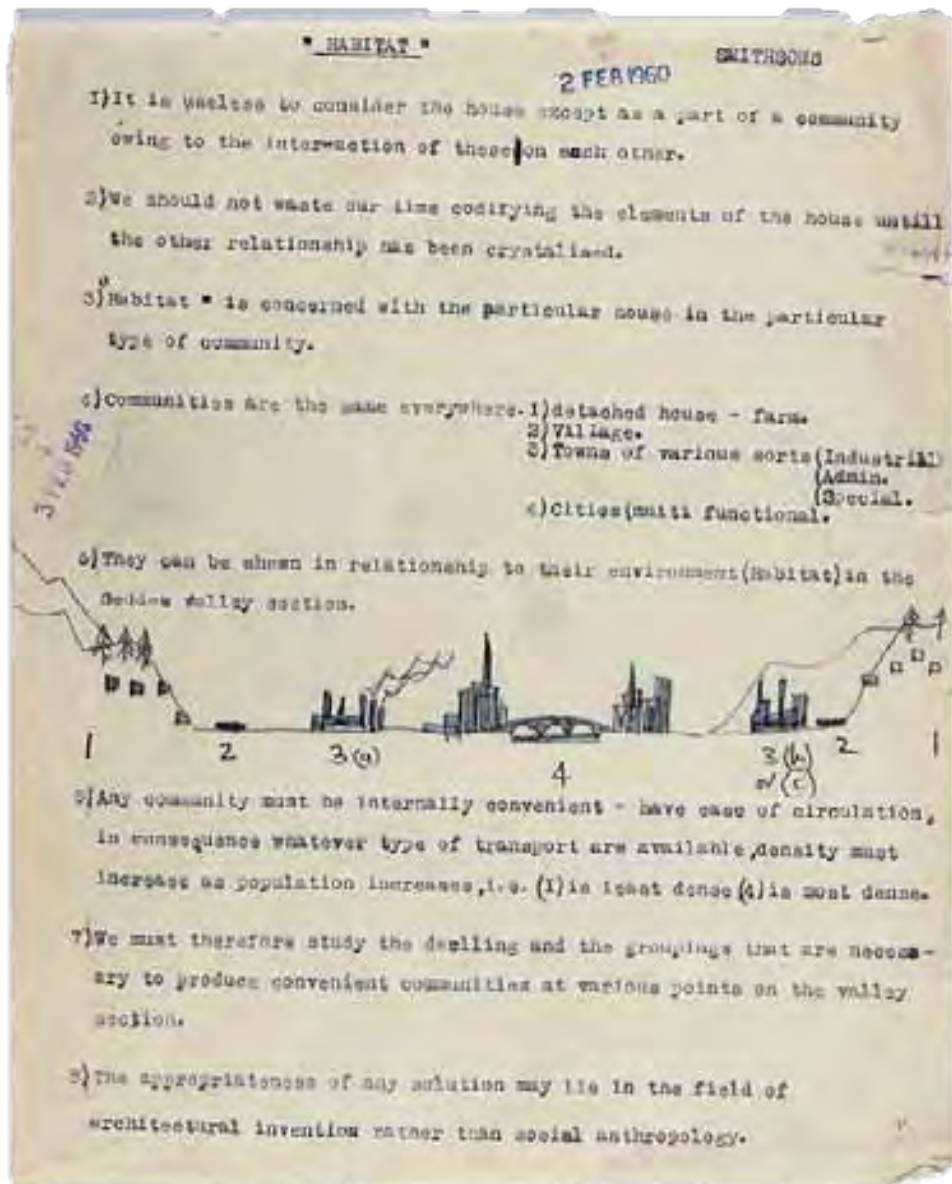 " HABITAT "
SMITHSONS
2 FEB 1960
1)It is useless to consider the house except as a part of a community
owing to the inter-action of these on each other.
2)We should not waste our time codifying the elements of the house untill
the other relationship has been crystalised.
3)"Habitat " is concerned with the particular house in the particular
type of community.
4)Communities are the same everywhere. 1)detached house - farm.
2)Village.
3)Towns of various sorts(Industrial)
(Admin.
(Special.
4)Cities(multi functional.
5)They can be shewn in relationship to their environment(Habitat)in the
Geddes valley section.
1 2 3(a) 4 3(b) 2 1
or (c)
6)Any community must be internally convenient - have ease of circulation,
in consequence whatever type of transport are available,density must
increase as population increases,i.e.(1)is least dense(4)is most dense.
7)We must therefore study the dwelling and the groupings that are necess-
ary to produce convenient communities at various points on the valley
section.
8)The appropriateness of any solution may lie in the field of
architectural invention rather than social anthropology.